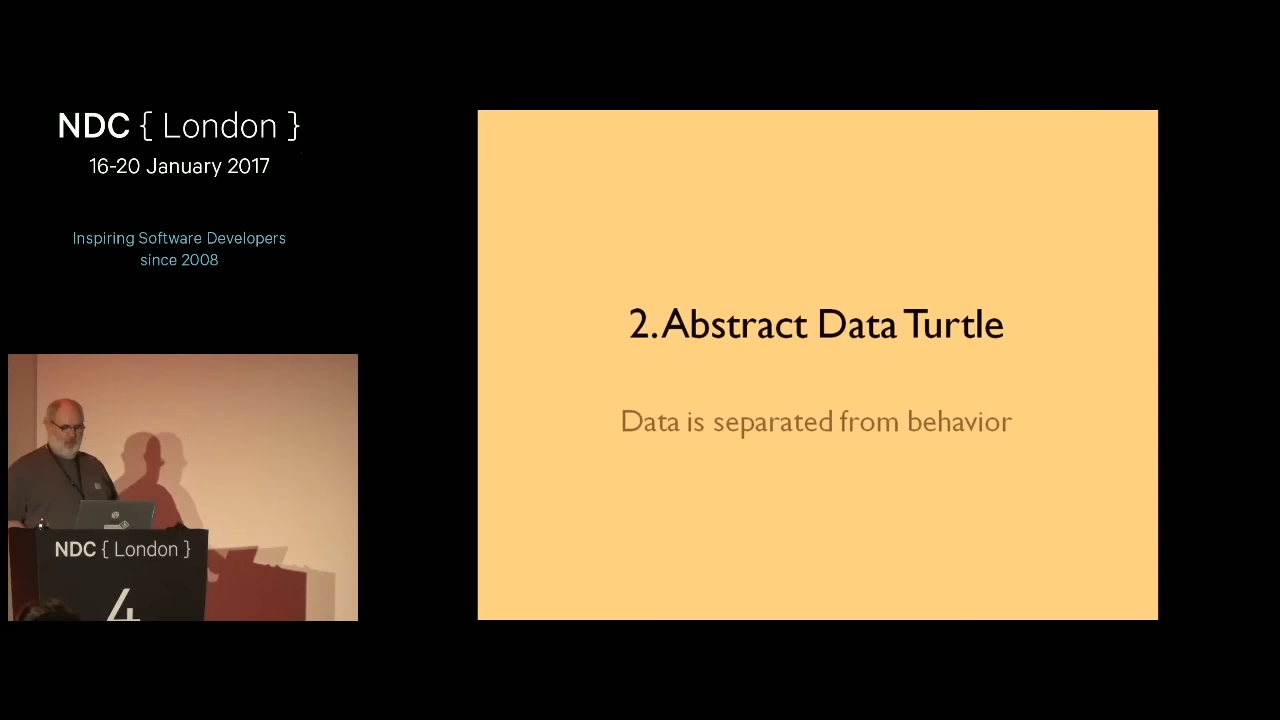 NDC { London }
16-20 January 2017
Inspiring Software Developers
since 2008
2. Abstract Data Turtle
Data is separated from behavior
NDC { London }
4